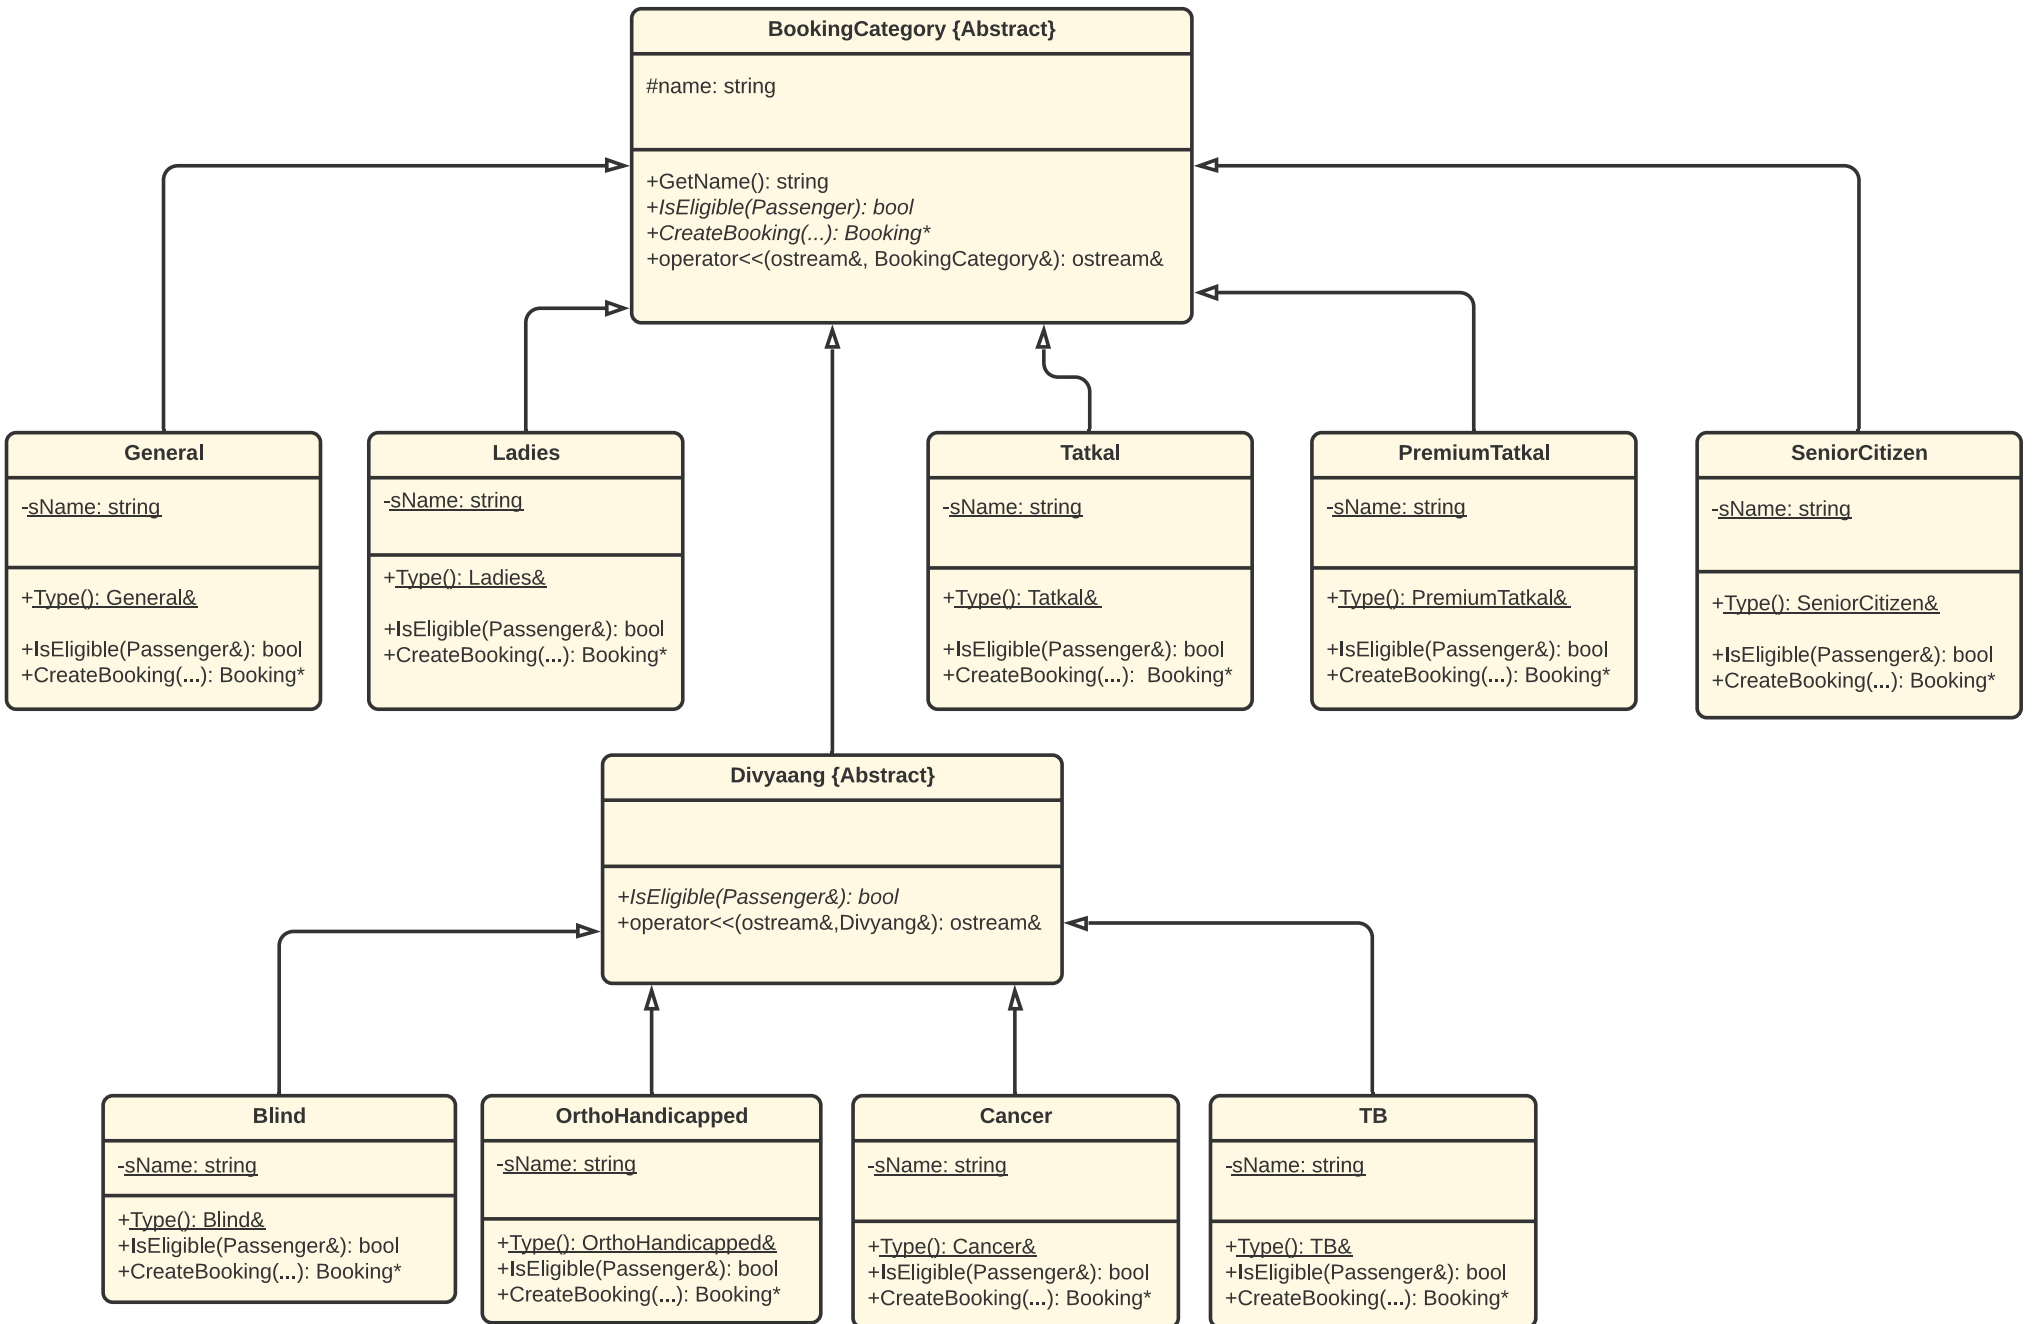 BookingCategory {Abstract}
#name: string
+GetName(): string
+IsEligible(Passenger): bool
+CreateBooking(...): Booking*
+operator<<(ostream&, BookingCategory&): ostream&
General
-sName: string
+Type(): General&
+IsEligible(Passenger&): bool
+CreateBooking(...): Booking*
Ladies
-sName: string
+Type(): Ladies&
+IsEligible(Passenger&): bool
+CreateBooking(...): Booking*
Tatkal
-sName: string
+Type(): Tatkal&
+IsEligible(Passenger&): bool
+CreateBooking(...):  Booking*
PremiumTatkal
-sName: string
+Type(): PremiumTatkal&
+IsEligible(Passenger&): bool
+CreateBooking(...): Booking*
SeniorCitizen
-sName: string
+Type(): SeniorCitizen&
+IsEligible(Passenger&): bool
+CreateBooking(...): Booking*
Divyaang {Abstract}
+IsEligible(Passenger&): bool
+operator<<(ostream&,Divyang&): ostream&
Blind
-sName: string
+Type(): Blind&
+IsEligible(Passenger&): bool
+CreateBooking(...): Booking*
OrthoHandicapped
-sName: string
+Type(): OrthoHandicapped&
+IsEligible(Passenger&): bool
+CreateBooking(...): Booking*
Cancer
-sName: string
+Type(): Cancer&
+IsEligible(Passenger&): bool
+CreateBooking(...): Booking*
TB
-sName: string
+Type(): TB&
+IsEligible(Passenger&): bool
+CreateBooking(...): Booking*